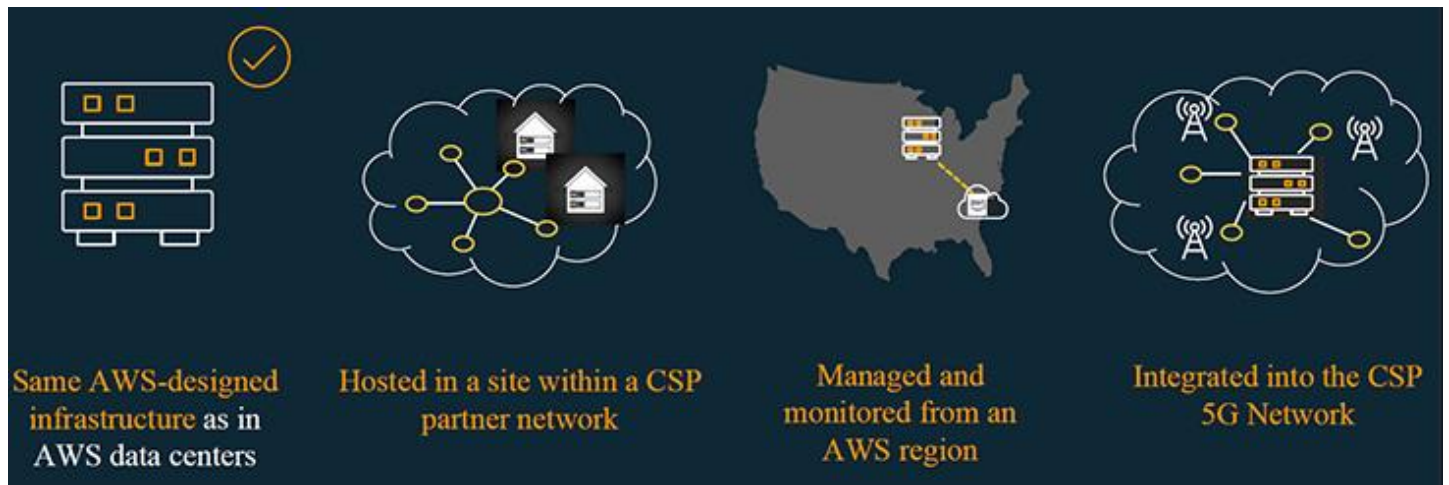 Same AWS-designed
infrastructure as in
AWS data centers
Hosted in a site within a CSP
partner network
Managed and
monitored from an
AWS region
Integrated into the CSP
5G Network